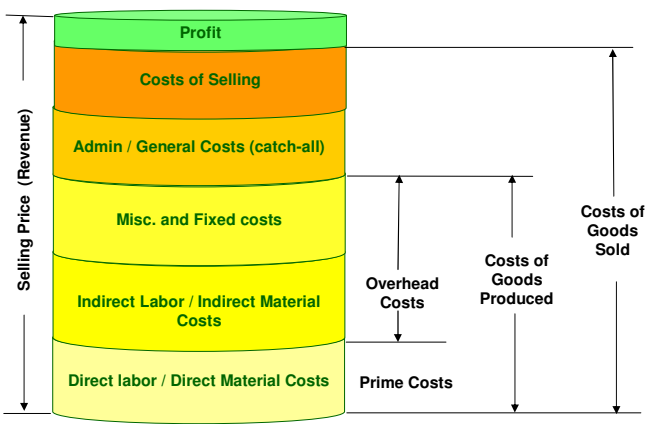 Profit
Costs of Selling
Admin / General Costs (catch-all)
Misc. and Fixed costs
Indirect Labor / Indirect Material
Costs
Direct labor / Direct Material Costs
Selling Price (Revenue)
Prime Costs
Overhead
Costs
Costs of
Goods
Produced
Costs of
Goods
Sold